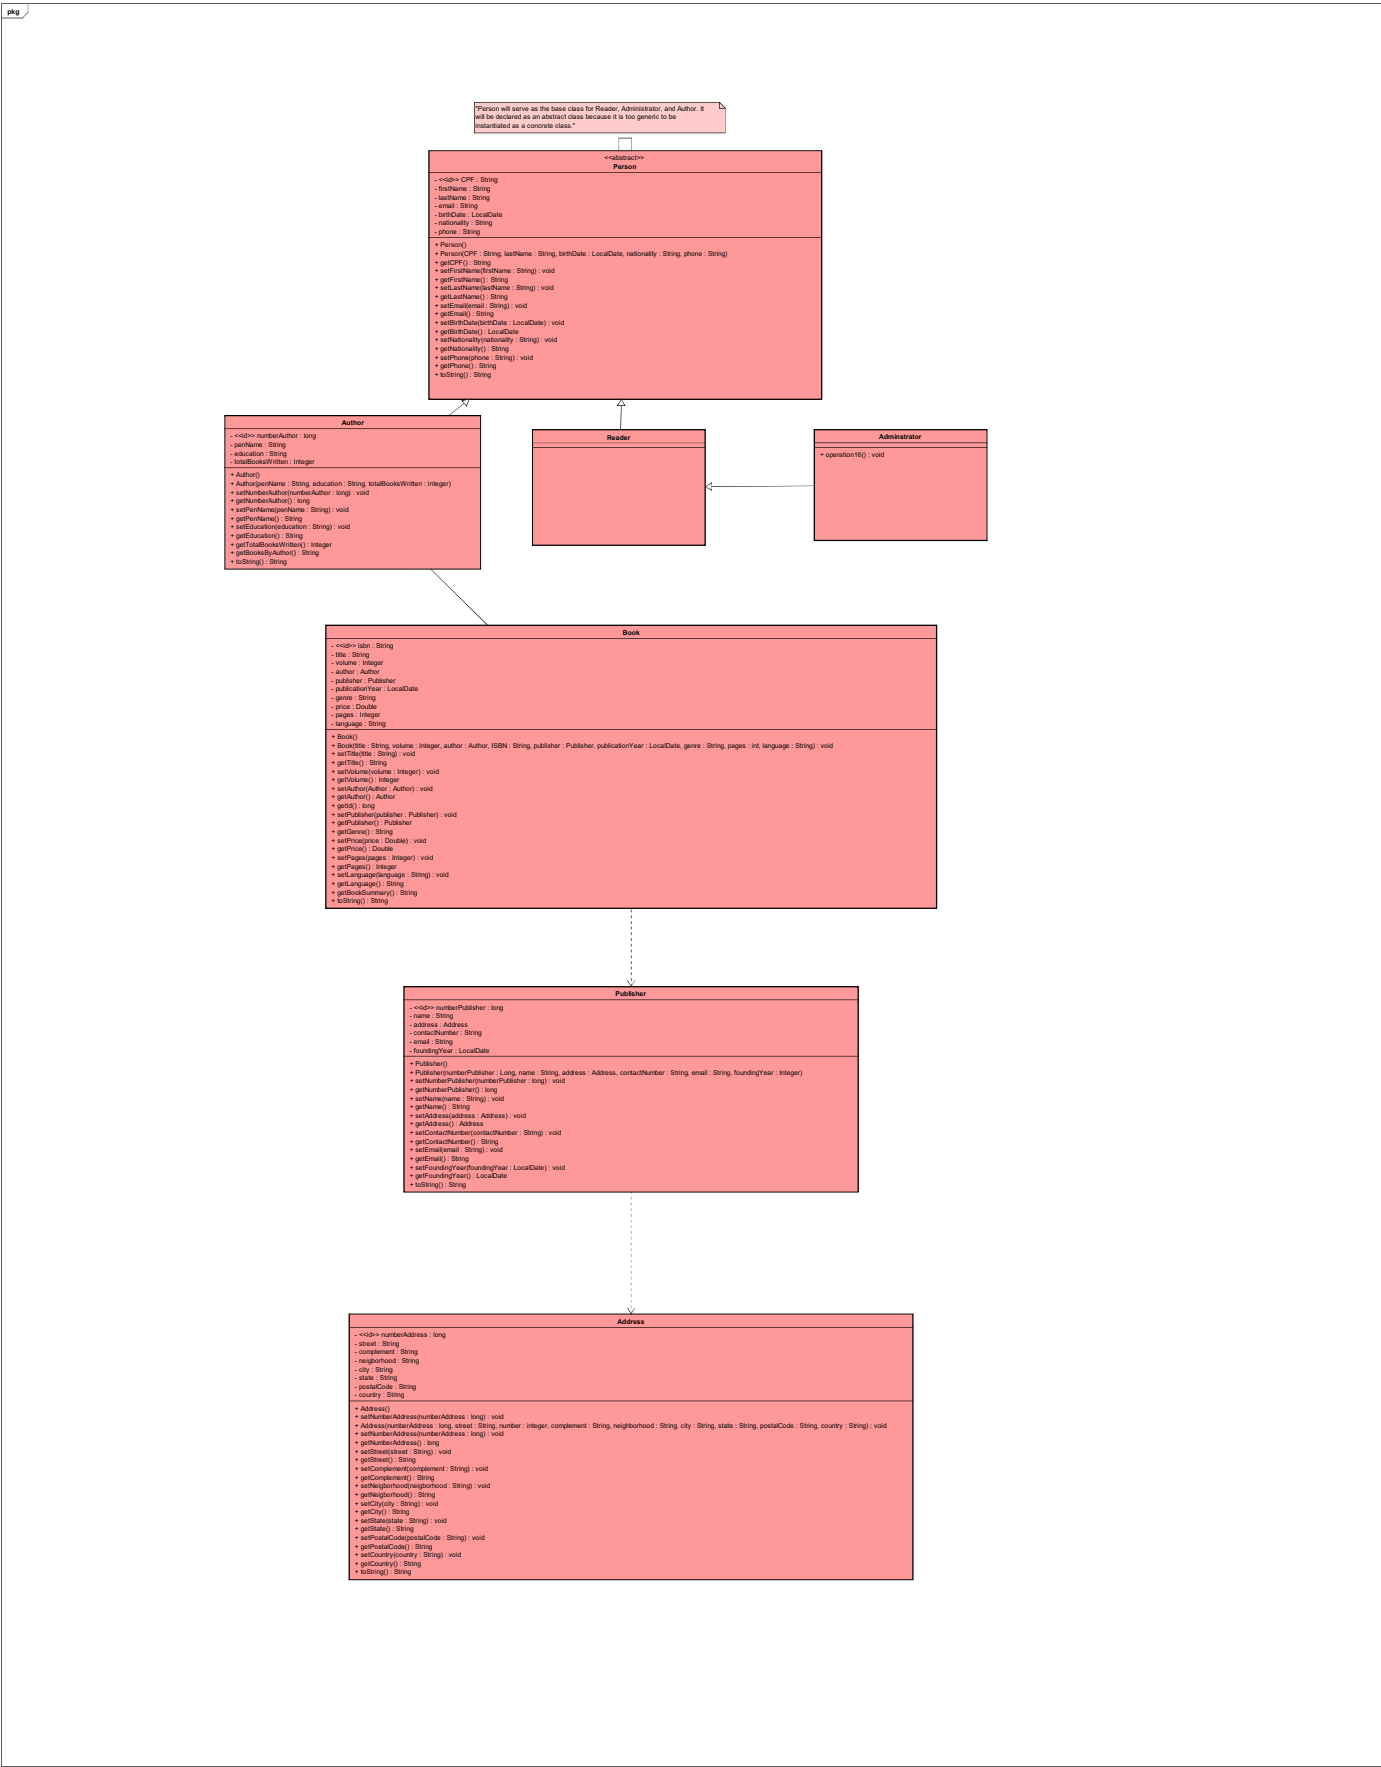 pkg
"Person will serve as the base class for Reader, Administrator, and Author. It
will be declared as an abstract class because it is too generic to be
instantiated as a concrete class."
<<abstract>>
Person
- <<id>> CPF : String
- firstName : String
- lastName : String
- email : String
- birthDate : LocalDate
- nationality : String
- phone : String
+ Person()
+ Person(CPF : String, lastName : String, birthDate : LocalDate, nationality : String, phone : String)
+ getCPF() : String
+ setFirstName(firstName : String) : void
+ getFirstName() : String
+ setLastName(lastName : String) : void
+ getLastName() : String
+ setEmail(email : String) : void
+ getEmail() : String
+ setBirthDate(birthDate : LocalDate) : void
+ getBirthDate() : LocalDate
+ setNationality(nationality : String) : void
+ getNationality() : String
+ setPhone(phone : String) : void
+ getPhone() : String
+ toString() : String
Author
- <<id>> numberAuthor : long
- penName : String
- education : String
- totalBooksWritten : Integer
+ Author()
+ Author(penName : String, education : String, totalBooksWritten : Integer)
+ setNumberAuthor(numberAuthor : long) : void
+ getNumberAuthor() : long
+ setPenName(penName : String) : void
+ getPenName() : String
+ setEducation(education : String) : void
+ getEducation() : String
+ getTotalBooksWritten() : Integer
+ getBooksByAuthor() : String
+ toString() : String
Reader
Adminstrator
+ operation16() : void
Book
- <<id>> isbn : String
- title : String
- volume : Integer
- author : Author
- publisher : Publisher
- publicationYear : LocalDate
- genre : String
- price : Double
- pages : Integer
- language : String
+ Book()
+ Book(title : String, volume : Integer, author : Author, ISBN : String, publisher : Publisher, publicationYear : LocalDate, genre : String, pages : int, language : String) : void
+ setTitle(title : String) : void
+ getTitle() : String
+ setVolume(volume : Integer) : void
+ getVolume() : Integer
+ setAuthor(Author : Author) : void
+ getAuthor() : Author
+ getId() : long
+ setPublisher(publisher : Publisher) : void
+ getPublisher() : Publisher
+ getGenre() : String
+ setPrice(price : Double) : void
+ getPrice() : Double
+ setPages(pages : Integer) : void
+ getPages() : Integer
+ setLanguage(language : String) : void
+ getLanguage() : String
+ getBookSummary() : String
+ toString() : String
Publisher
- <<id>> numberPublisher : long
- name : String
- address : Address
- contactNumber : String
- email : String
- foundingYear : LocalDate
+ Publisher()
+ Publisher(numberPublisher : Long, name : String, address : Address, contactNumber : String, email : String, foundingYear : Integer)
+ setNumberPublisher(numberPublisher : long) : void
+ getNumberPublisher() : long
+ setName(name : String) : void
+ getName() : String
+ setAddress(address : Address) : void
+ getAddress() : Address
+ setContactNumber(contactNumber : String) : void
+ getContactNumber() : String
+ setEmail(email : String) : void
+ getEmail() : String
+ setFoundingYear(foundingYear : LocalDate) : void
+ getFoundingYear() : LocalDate
+ toString() : String
Address
- <<id>> numberAddress : long
- street : String
- complement : String
- neigborhood : String
- city : String
- state : String
- postalCode : String
- country : String
+ Address()
+ setNumberAddress(numberAddress : long) : void
+ Address(numberAddress : long, street : String, number : integer, complement : String, neighborhood : String, city : String, state : String, postalCode : String, country : String) : void
+ setNumberAddress(numberAddress : long) : void
+ getNumberAddress() : long
+ setStreet(street : String) : void
+ getStreet() : String
+ setComplement(complement : String) : void
+ getComplement() : String
+ setNeigborhood(neigborhood : String) : void
+ getNeigborhood() : String
+ setCity(city : String) : void
+ getCity() : String
+ setState(state : String) : void
+ getState() : String
+ setPostalCode(postalCode : String) : void
+ getPostalCode() : String
+ setCountry(country : String) : void
+ getCountry() : String
+ toString() : String